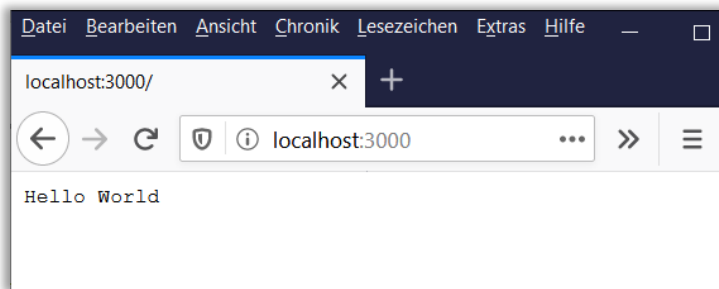 Datei Bearbeiten Ansicht Chronik Lesezeichen Extras Hilfe
localhost:3000/
localhost:3000
Hello World